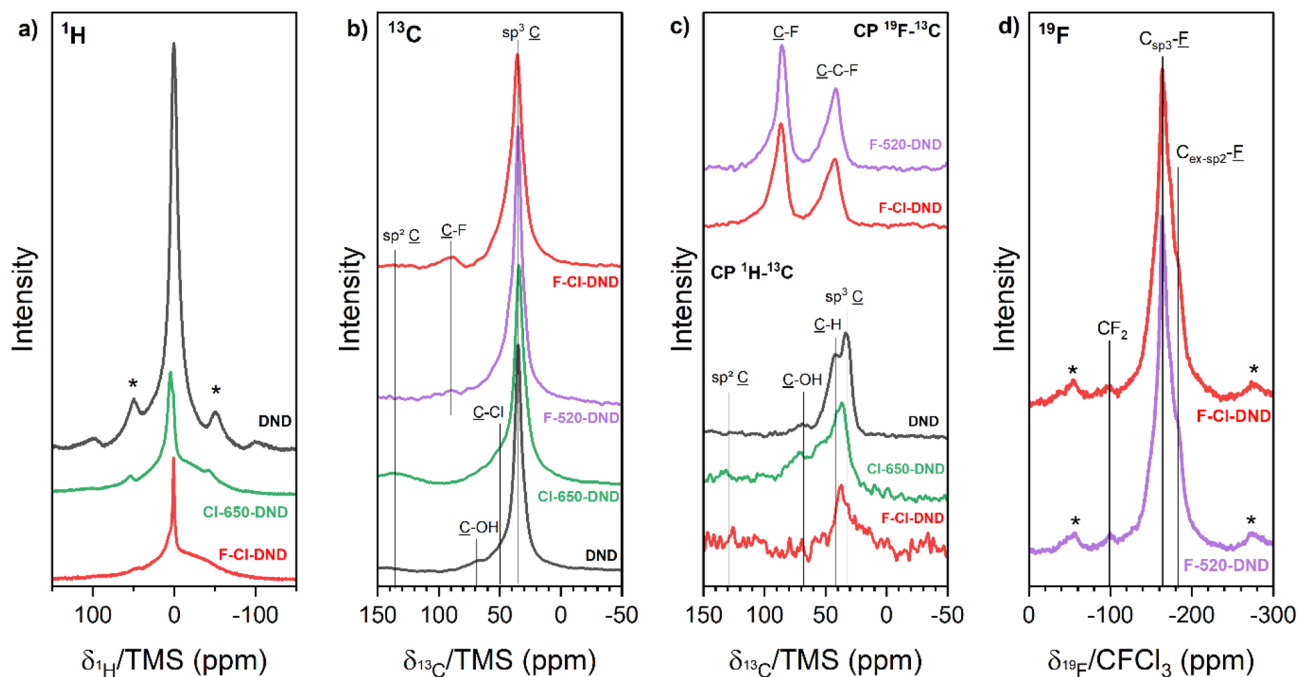 a) ¹H
Intensity
*
*
DND
Cl-650-DND
F-Cl-DND
100 0 -100
δ₁H/TMS (ppm)
b) ¹³C
Intensity
sp³ C
sp² C
C-F
F-Cl-DND
F-520-DND
C-Cl
Cl-650-DND
C-OH
DND
150 100 50 0 -50
δ₁₃C/TMS (ppm)
c) CP ¹⁹F-¹³C
Intensity
C-F
C-C-F
F-520-DND
F-Cl-DND
CP ¹H-¹³C
sp³ C
C-H
sp² C
C-OH
DND
Cl-650-DND
F-Cl-DND
150 100 50 0 -50
δ₁₃C/TMS (ppm)
d) ¹⁹F
Intensity
Csp3-F
Cex-sp2-F
CF₂
*
*
F-Cl-DND
*
*
F-520-DND
0 -100 -200 -300
δ₁₉F/CFCl₃ (ppm)